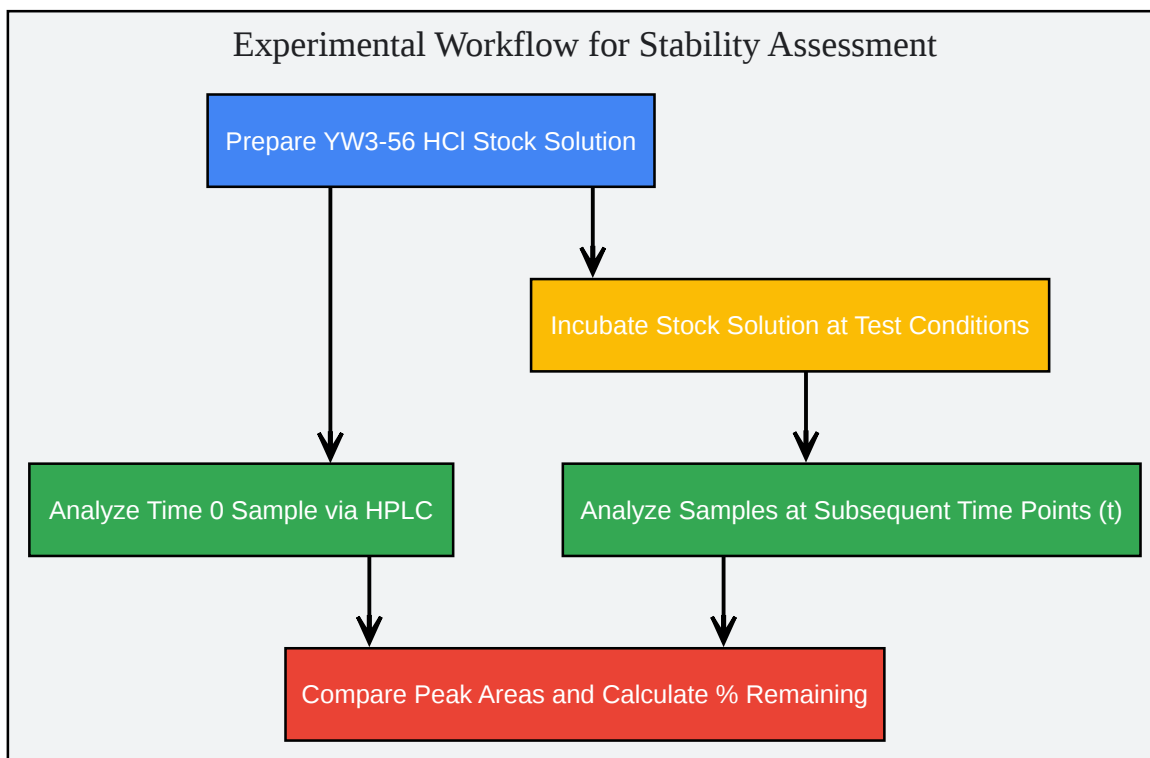 Experimental Workflow for Stability Assessment
Prepare YW3-56 HCl Stock Solution
Incubate Stock Solution at Test Conditions
Analyze Time 0 Sample via HPLC
Analyze Samples at Subsequent Time Points (t)
Compare Peak Areas and Calculate % Remaining